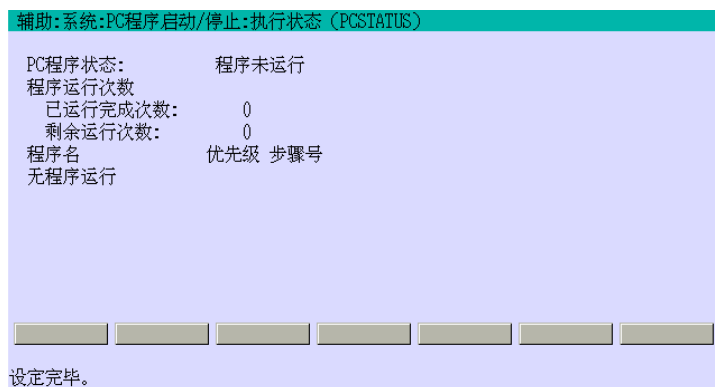 辅助:系统:PC程序启动/停止:执行状态 (PCSTATUS)
PC程序状态: 程序未运行
程序运行次数
已运行完成次数: 0
剩余运行次数: 0
程序名 优先级 步骤号
无程序运行
设定完毕。